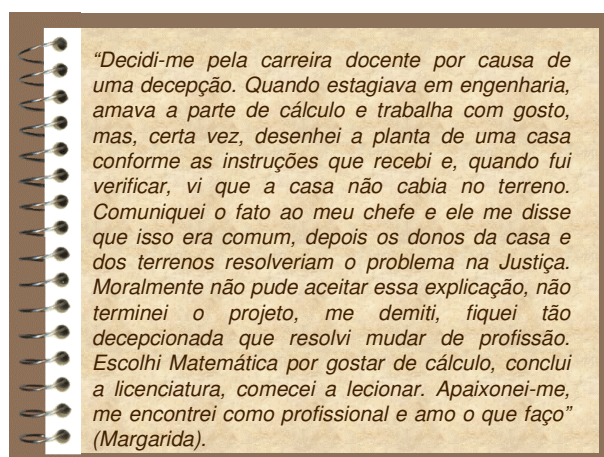 “Decidi-me pela carreira docente por causa de
uma decepção. Quando estagiava em engenharia,
amava a parte de cálculo e trabalha com gosto,
mas, certa vez, desenhei a planta de uma casa
conforme as instruções que recebi e, quando fui
verificar, vi que a casa não cabia no terreno.
Comuniquei o fato ao meu chefe e ele me disse
que isso era comum, depois os donos da casa e
dos terrenos resolveriam o problema na Justiça.
Moralmente não pude aceitar essa explicação, não
terminei o projeto, me demiti, fiquei tão
decepcionada que resolvi mudar de profissão.
Escolhi Matemática por gostar de cálculo, conclui
a licenciatura, comecei a lecionar. Apaixonei-me,
me encontrei como profissional e amo o que faço”
(Margarida).